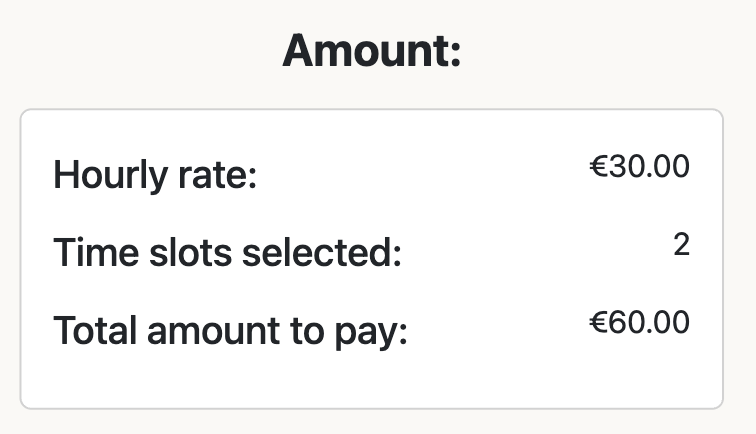 Amount:
Hourly rate: €30.00
Time slots selected: 2
Total amount to pay: €60.00